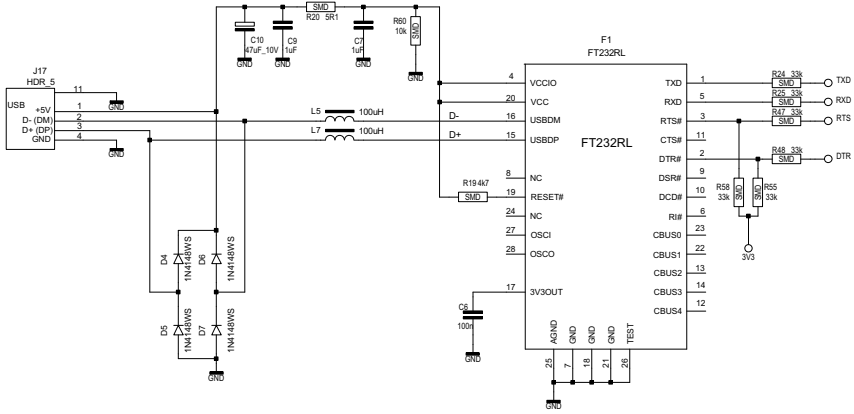 R20 5R1
SMD
C10
47uF_10V
GND
C9
1uF
GND
C7
1uF
GND
R60
10k
SMD
GND
F1
FT232RL
J17
HDR_5
USB
11
GND
+5V 1
D- (DM) 2
D+ (DP) 3
GND 4
GND
L5 100uH
L7 100uH
D-
D+
4 VCCIO
20 VCC
16 USBDM
15 USBDP
8 NC
R19 4k7
SMD
19 RESET#
24 NC
27 OSCI
28 OSCO
17 3V3OUT
C6
100n
GND
FT232RL
TXD 1
RXD 5
RTS# 3
CTS# 11
DTR# 2
DSR# 9
DCD# 10
RI# 6
CBUS0 23
CBUS1 22
CBUS2 13
CBUS3 14
CBUS4 12
R24 33k
SMD
TXD
R25 33k
SMD
RXD
R47 33k
SMD
RTS
R48 33k
SMD
DTR
R58
33k
SMD
R55
33k
SMD
3V3
D4
1N4148WS
D6
1N4148WS
D5
1N4148WS
D7
1N4148WS
GND
AGND 25
GND 7
GND 18
GND 21
TEST 26
GND